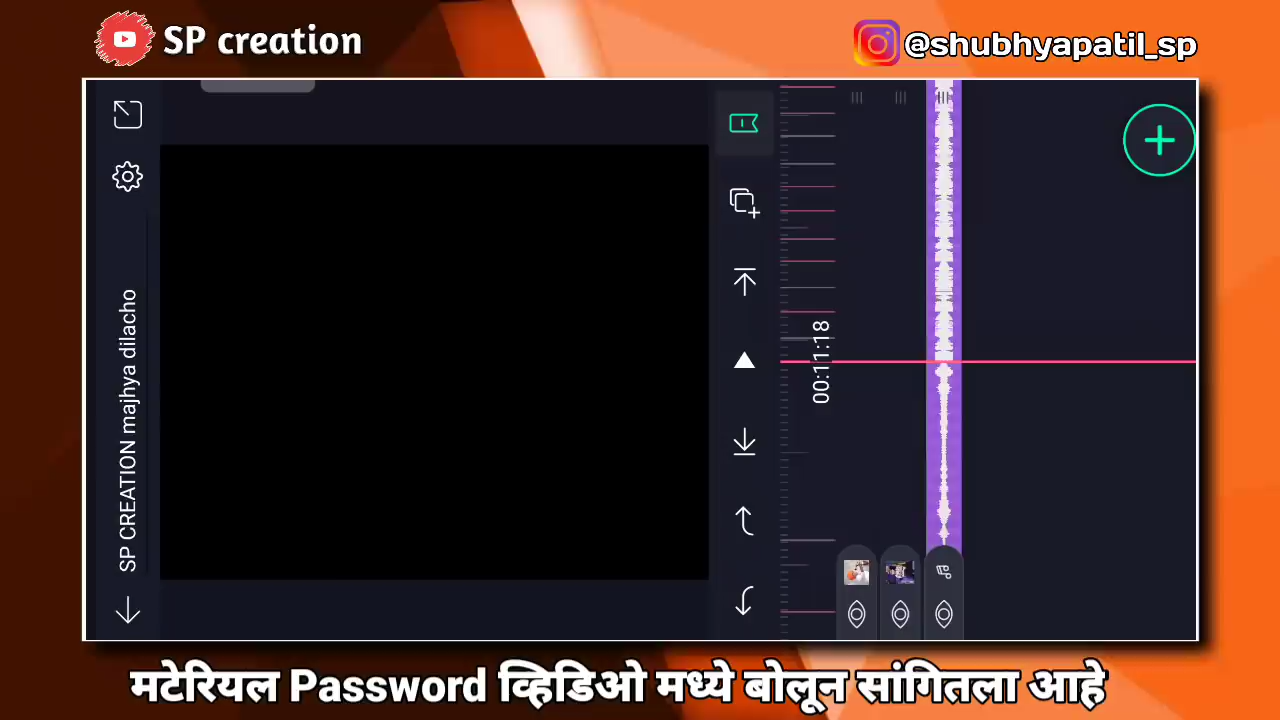 SP creation
@shubhyapatil_sp
SP CREATION majhya dilacho
00:11:18
मटेरियल Password व्हिडिओ मध्ये बोलून सांगितला आहे